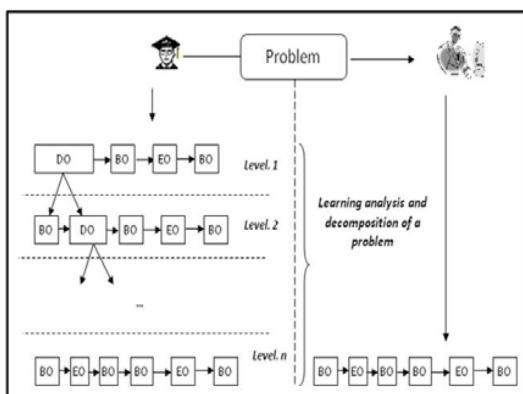 Problem
DO BO EO BO
Level. 1
BO DO BO EO BO
Level. 2
Learning analysis and
decomposition of a
problem
...
Level. n
BO EO BO BO EO BO
BO EO BO BO EO BO